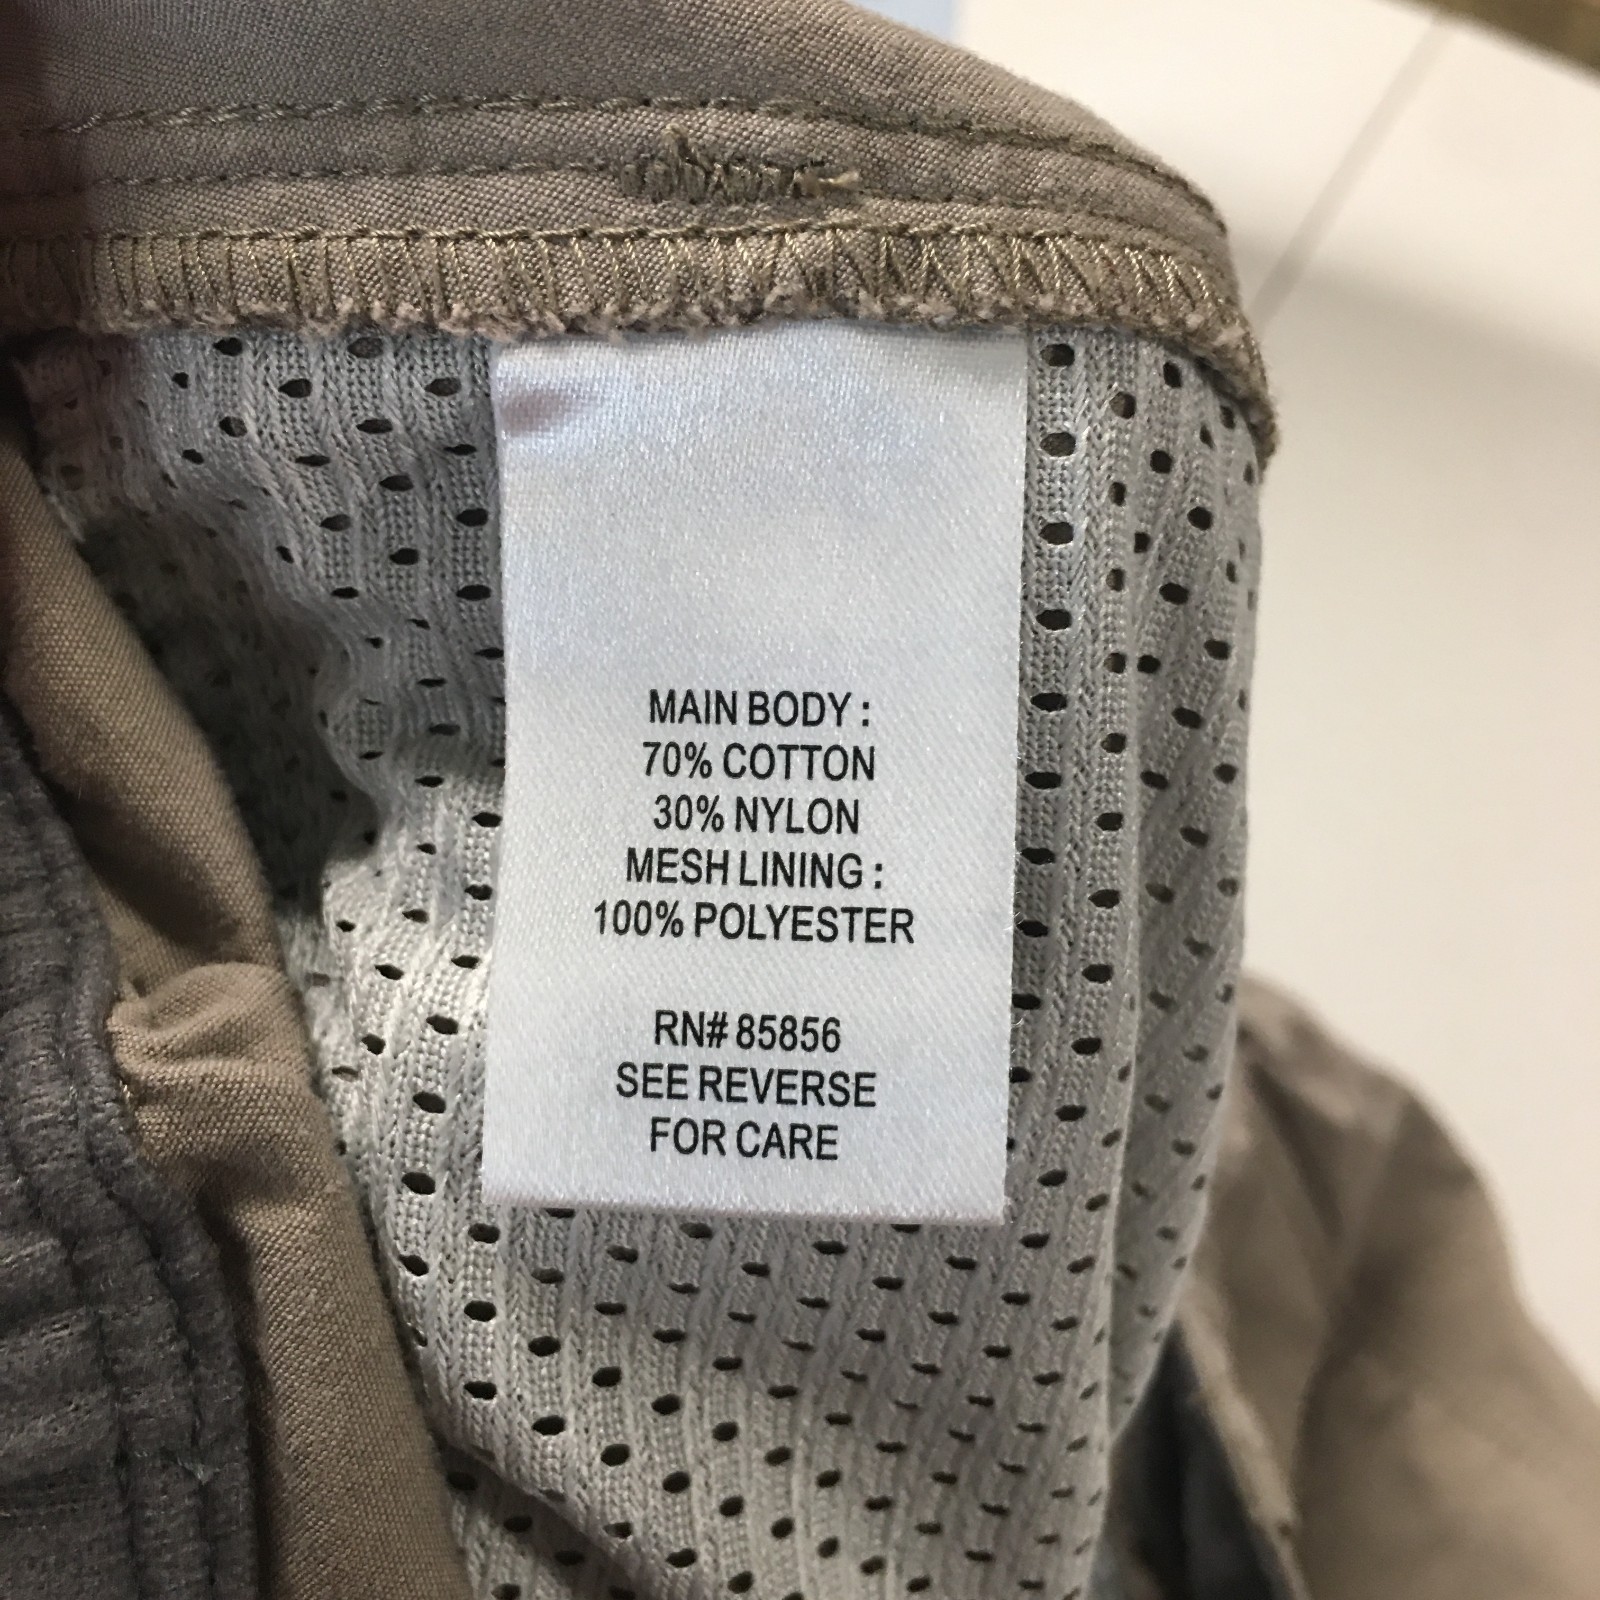 MAIN BODY :
70% COTTON
30% NYLON
MESH LINING :
100% POLYESTER
RN# 85856
SEE REVERSE
FOR CARE